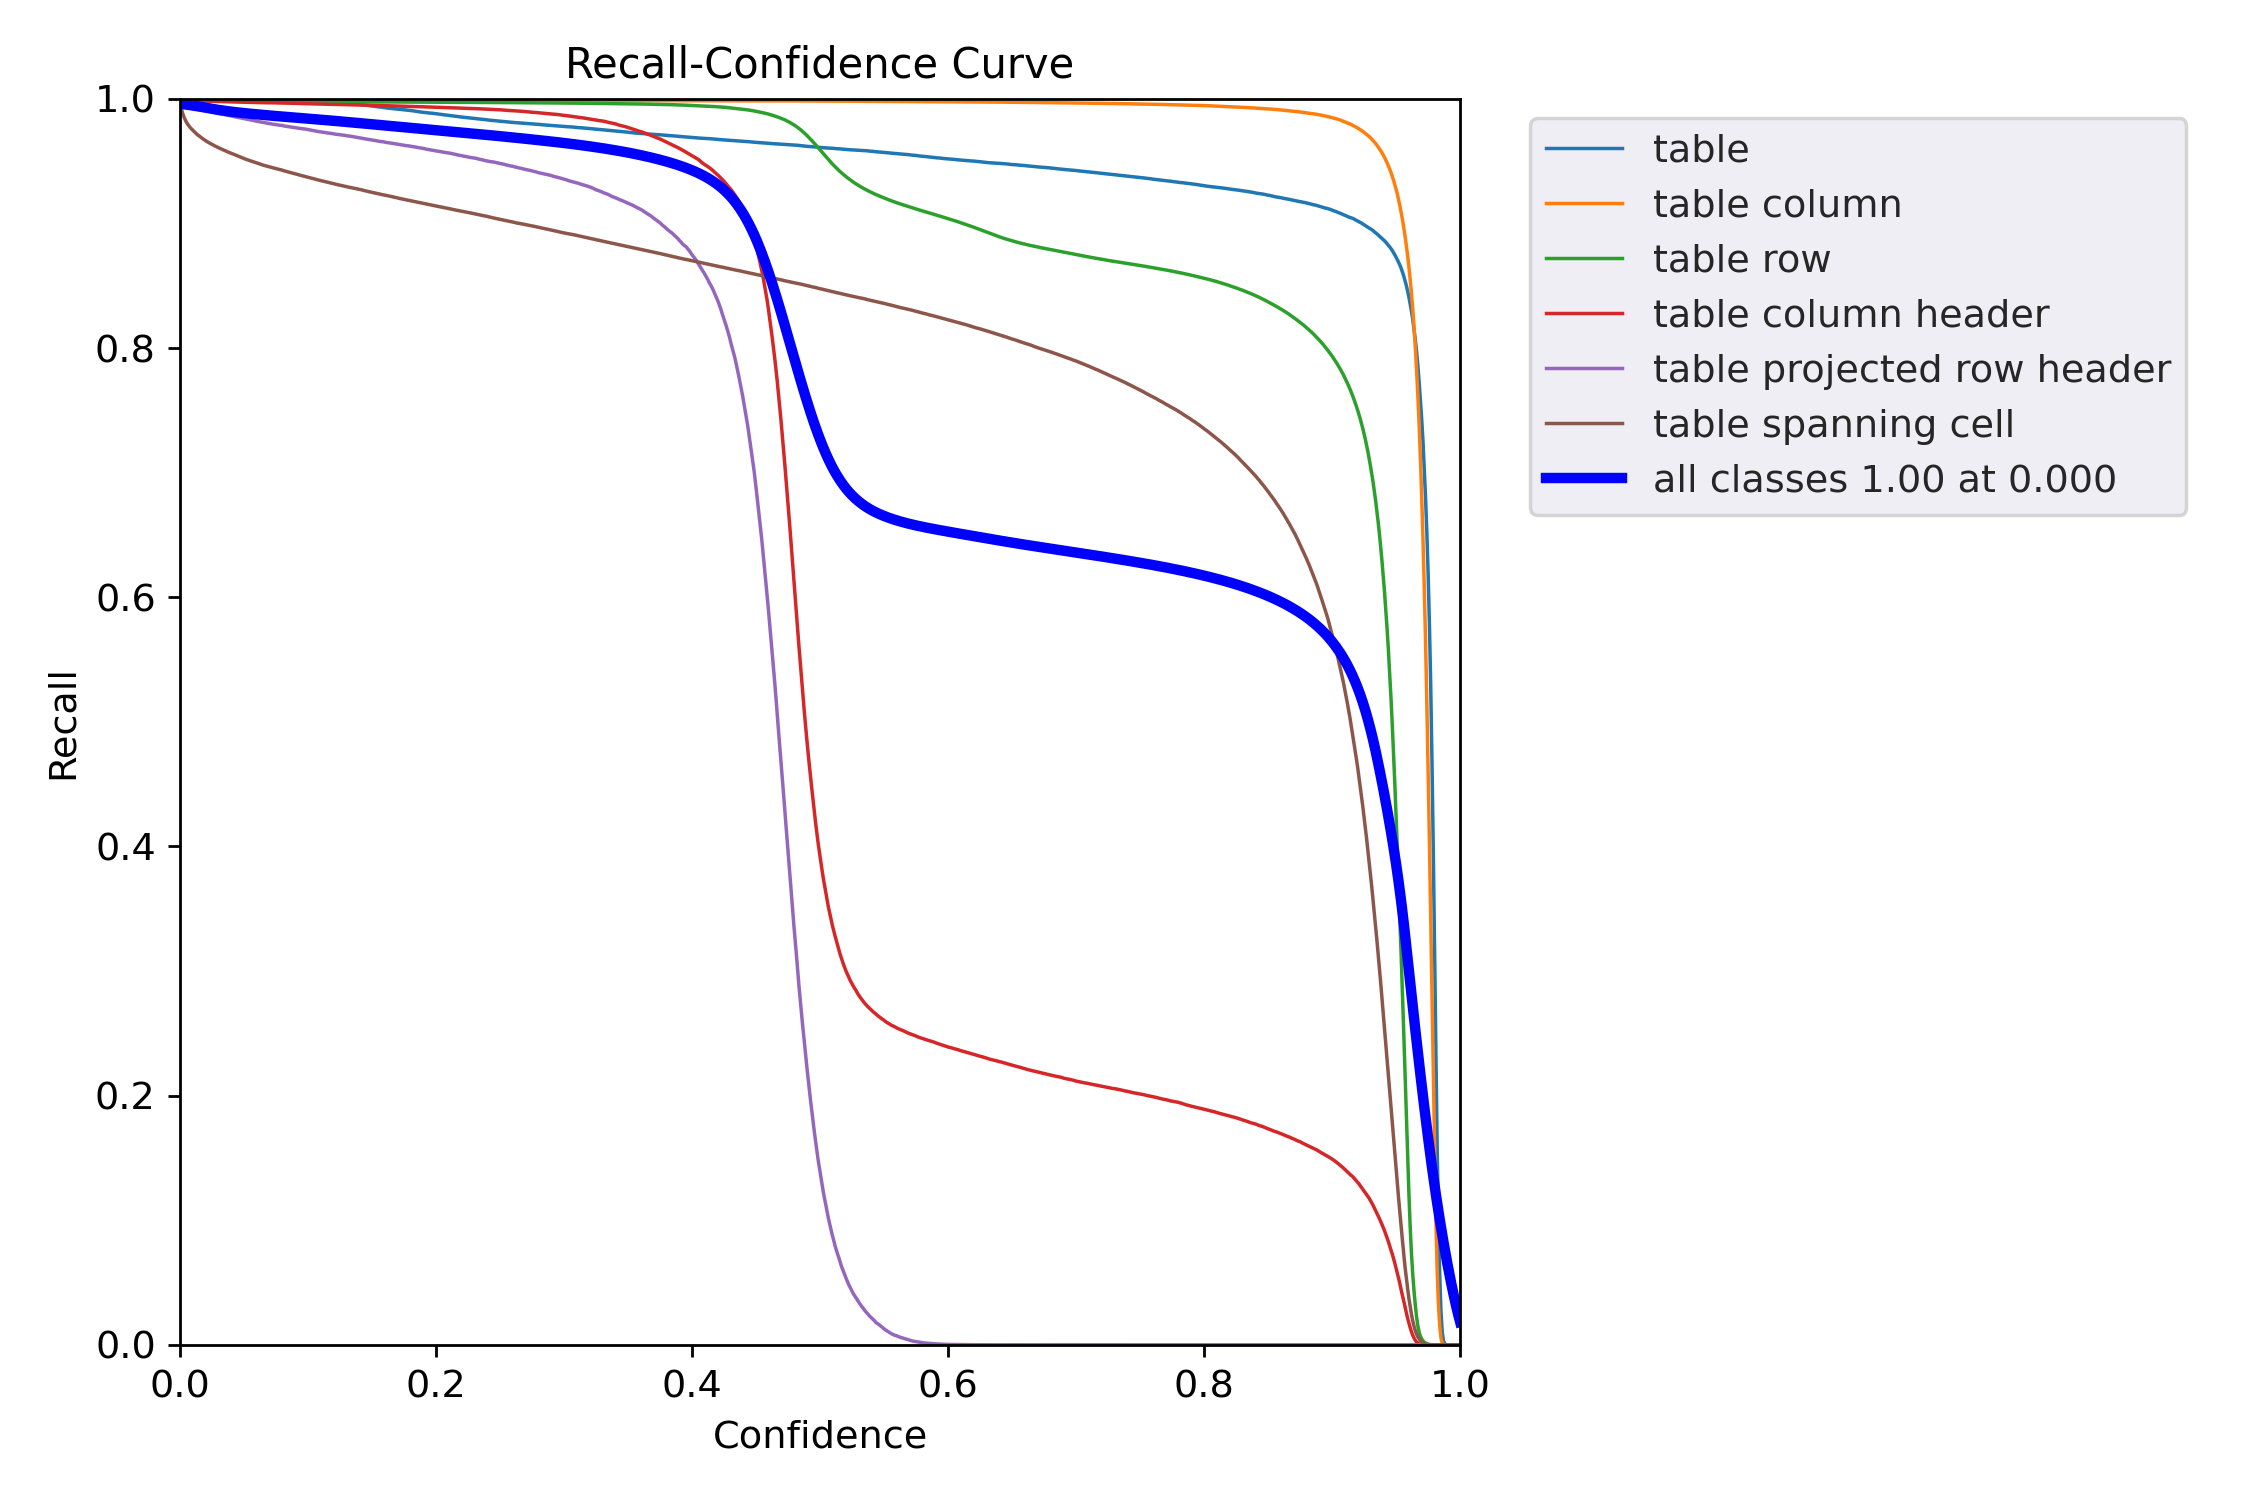 Recall-Confidence Curve
1.0
0.8
0.6
0.4
0.2
0.0
Recall
0.0 0.2 0.4 0.6 0.8 1.0
Confidence
table
table column
table row
table column header
table projected row header
table spanning cell
all classes 1.00 at 0.000